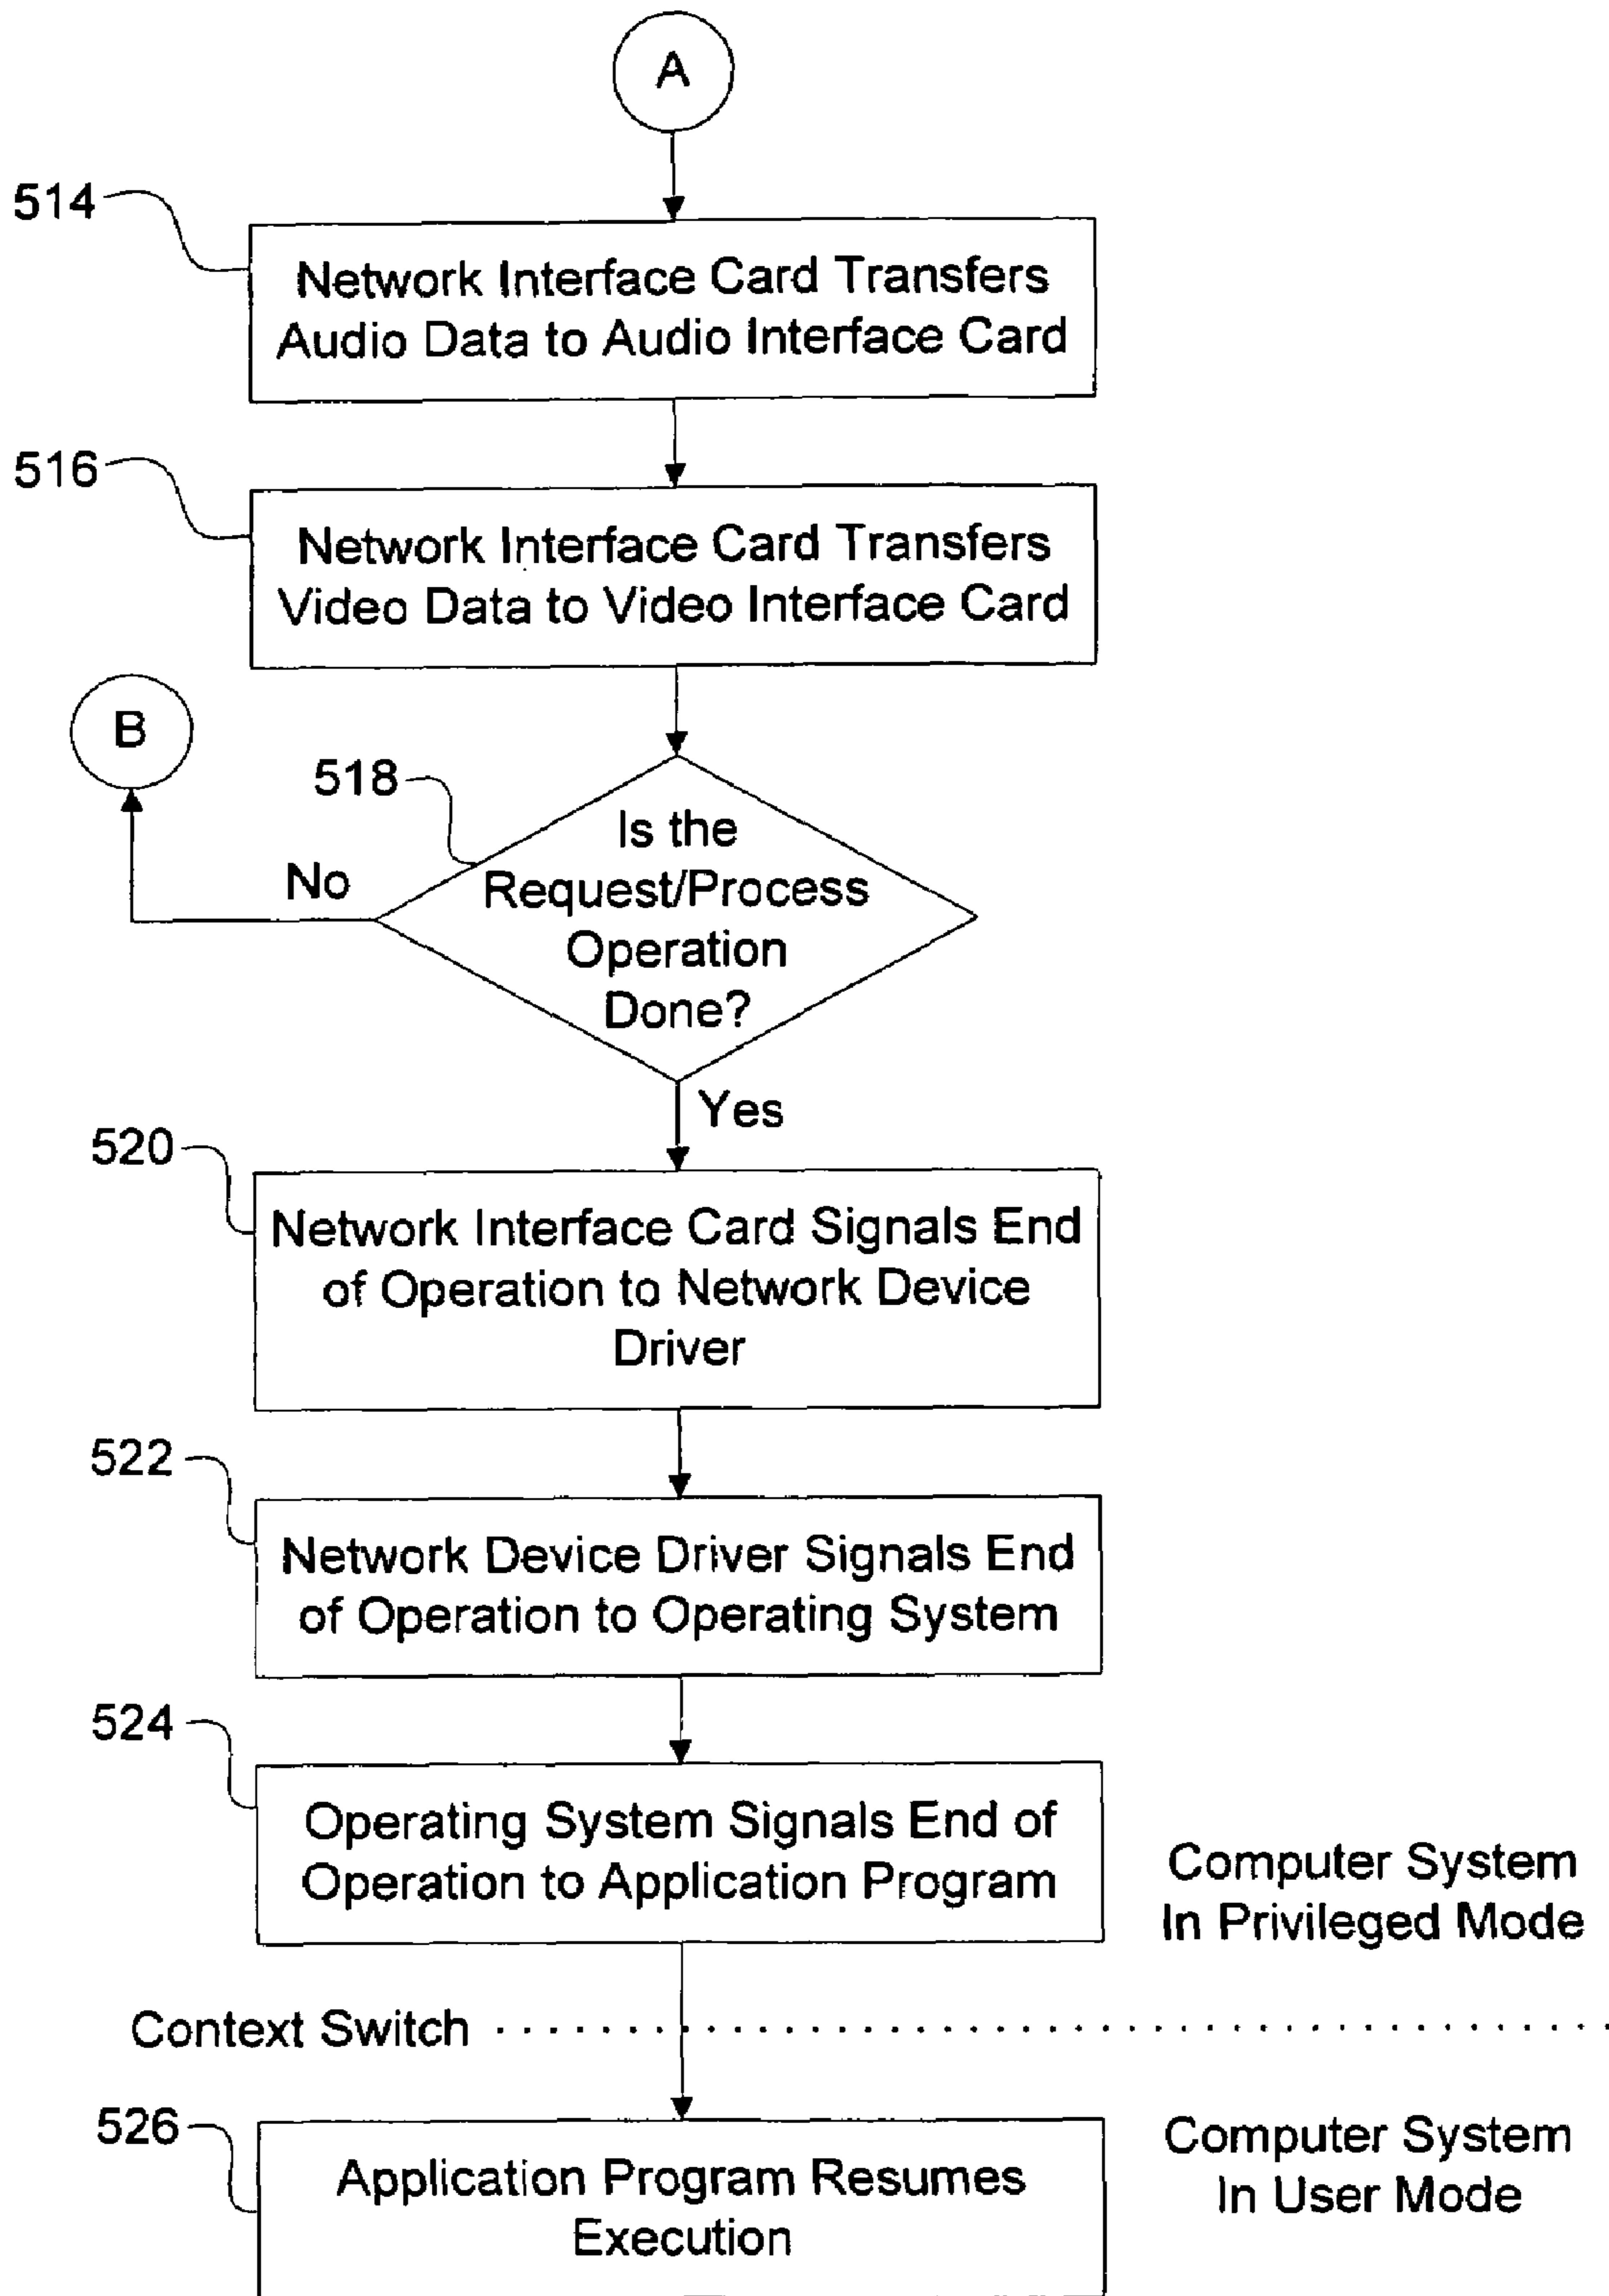 A
514
Network Interface Card Transfers
Audio Data to Audio Interface Card
516
Network Interface Card Transfers
Video Data to Video Interface Card
B
518
Is the
Request/Process
Operation
Done?
No
Yes
520
Network Interface Card Signals End
of Operation to Network Device
Driver
522
Network Device Driver Signals End
of Operation to Operating System
524
Operating System Signals End of
Operation to Application Program
Computer System
In Privileged Mode
Context Switch
526
Application Program Resumes
Execution
Computer System
In User Mode